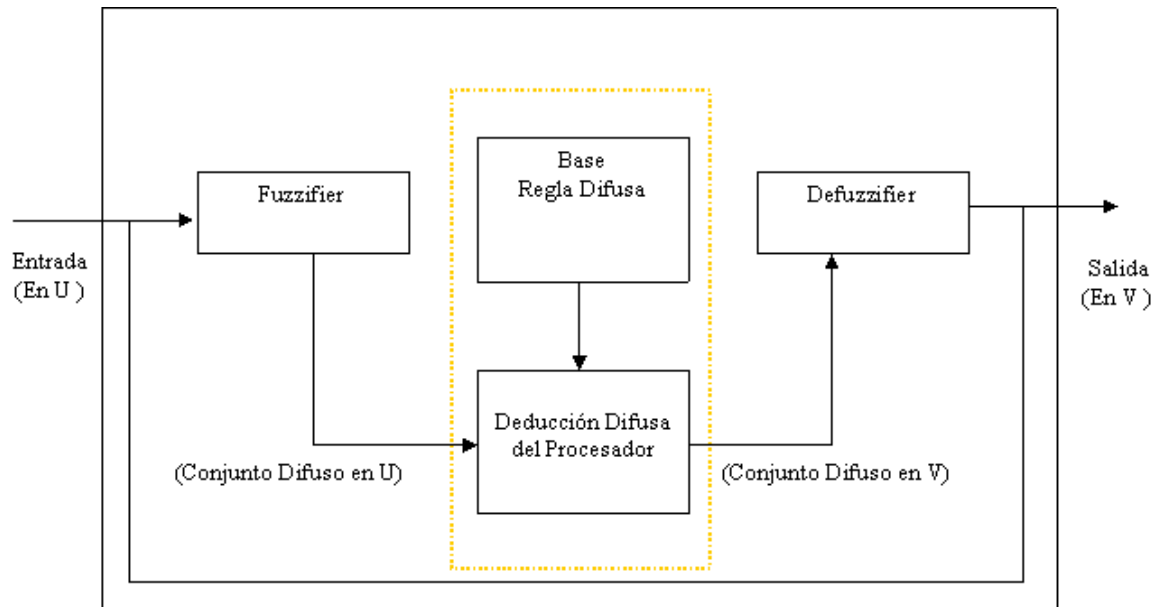 Base
Regla Difusa
Fuzzifier
Defuzzifier
Entrada
(En U )
Salida
(En V )
Deducción Difusa
del Procesador
(Conjunto Difuso en U)
(Conjunto Difuso en V)